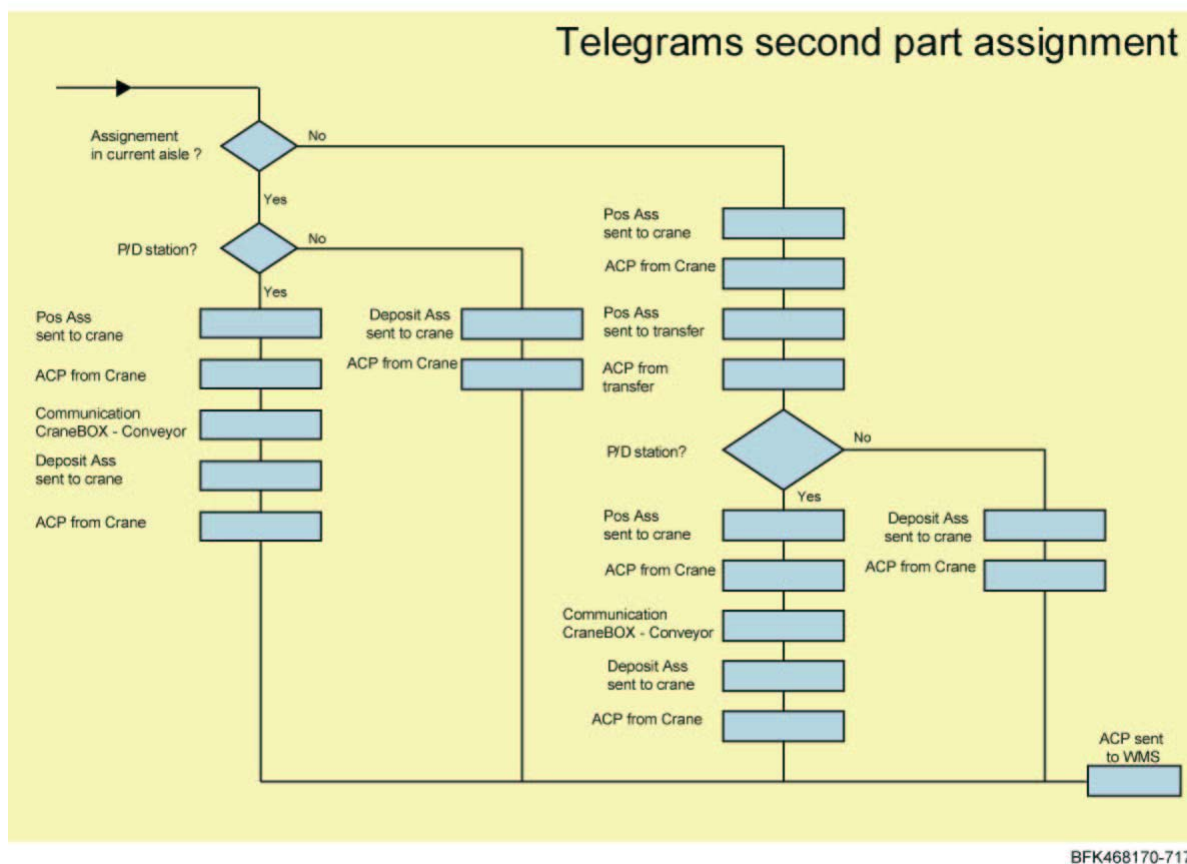 Telegrams second part assignment
Assignement
in current aisle ?
No
Yes
P/D station?
No
Yes
Pos Ass
sent to crane
ACP from Crane
Communication
CraneBOX - Conveyor
Deposit Ass
sent to crane
ACP from Crane
Deposit Ass
sent to crane
ACP from Crane
Pos Ass
sent to crane
ACP from Crane
Pos Ass
sent to transfer
ACP from
transfer
P/D station?
No
Yes
Pos Ass
sent to crane
ACP from Crane
Communication
CraneBOX - Conveyor
Deposit Ass
sent to crane
ACP from Crane
Deposit Ass
sent to crane
ACP from Crane
ACP sent
to WMS
BFK468170-717